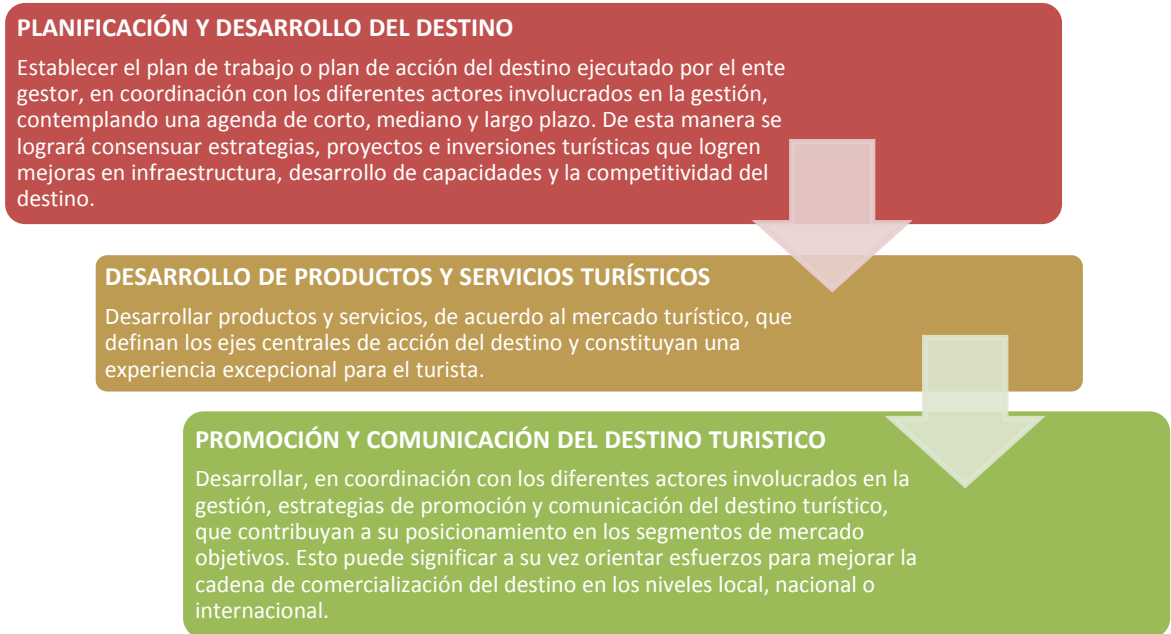 PLANIFICACIÓN Y DESARROLLO DEL DESTINO
Establecer el plan de trabajo o plan de acción del destino ejecutado por el ente
gestor, en coordinación con los diferentes actores involucrados en la gestión,
contemplando una agenda de corto, mediano y largo plazo. De esta manera se
logrará consensuar estrategias, proyectos e inversiones turísticas que logren
mejoras en infraestructura, desarrollo de capacidades y la competitividad del
destino.
DESARROLLO DE PRODUCTOS Y SERVICIOS TURÍSTICOS
Desarrollar productos y servicios, de acuerdo al mercado turístico, que
definan los ejes centrales de acción del destino y constituyan una
experiencia excepcional para el turista.
PROMOCIÓN Y COMUNICACIÓN DEL DESTINO TURISTICO
Desarrollar, en coordinación con los diferentes actores involucrados en la
gestión, estrategias de promoción y comunicación del destino turístico,
que contribuyan a su posicionamiento en los segmentos de mercado
objetivos. Esto puede significar a su vez orientar esfuerzos para mejorar la
cadena de comercialización del destino en los niveles local, nacional o
internacional.